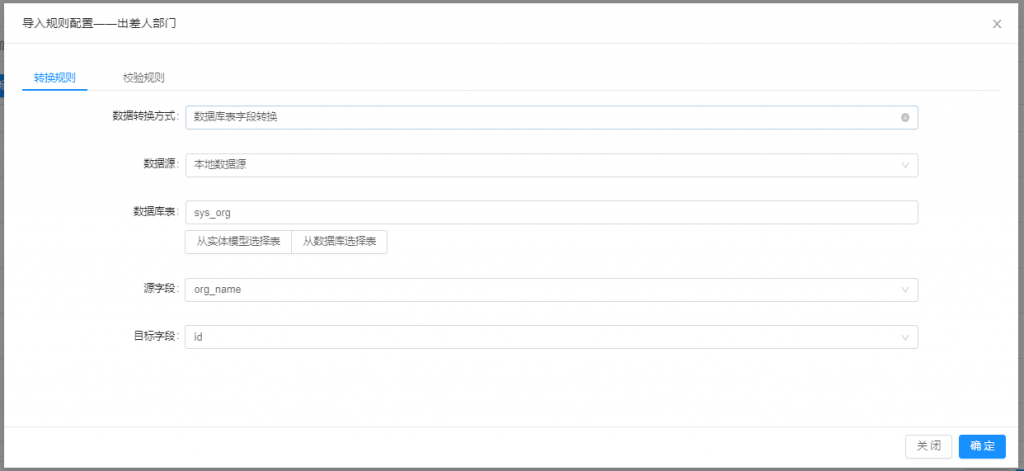 导入规则配置——出差人部门
转换规则 校验规则
数据转换方式: 数据库表字段转换
数据源: 本地数据源
数据库表: sys_org
从实体模型选择表 从数据库选择表
源字段: org_name
目标字段: id
关闭 确定